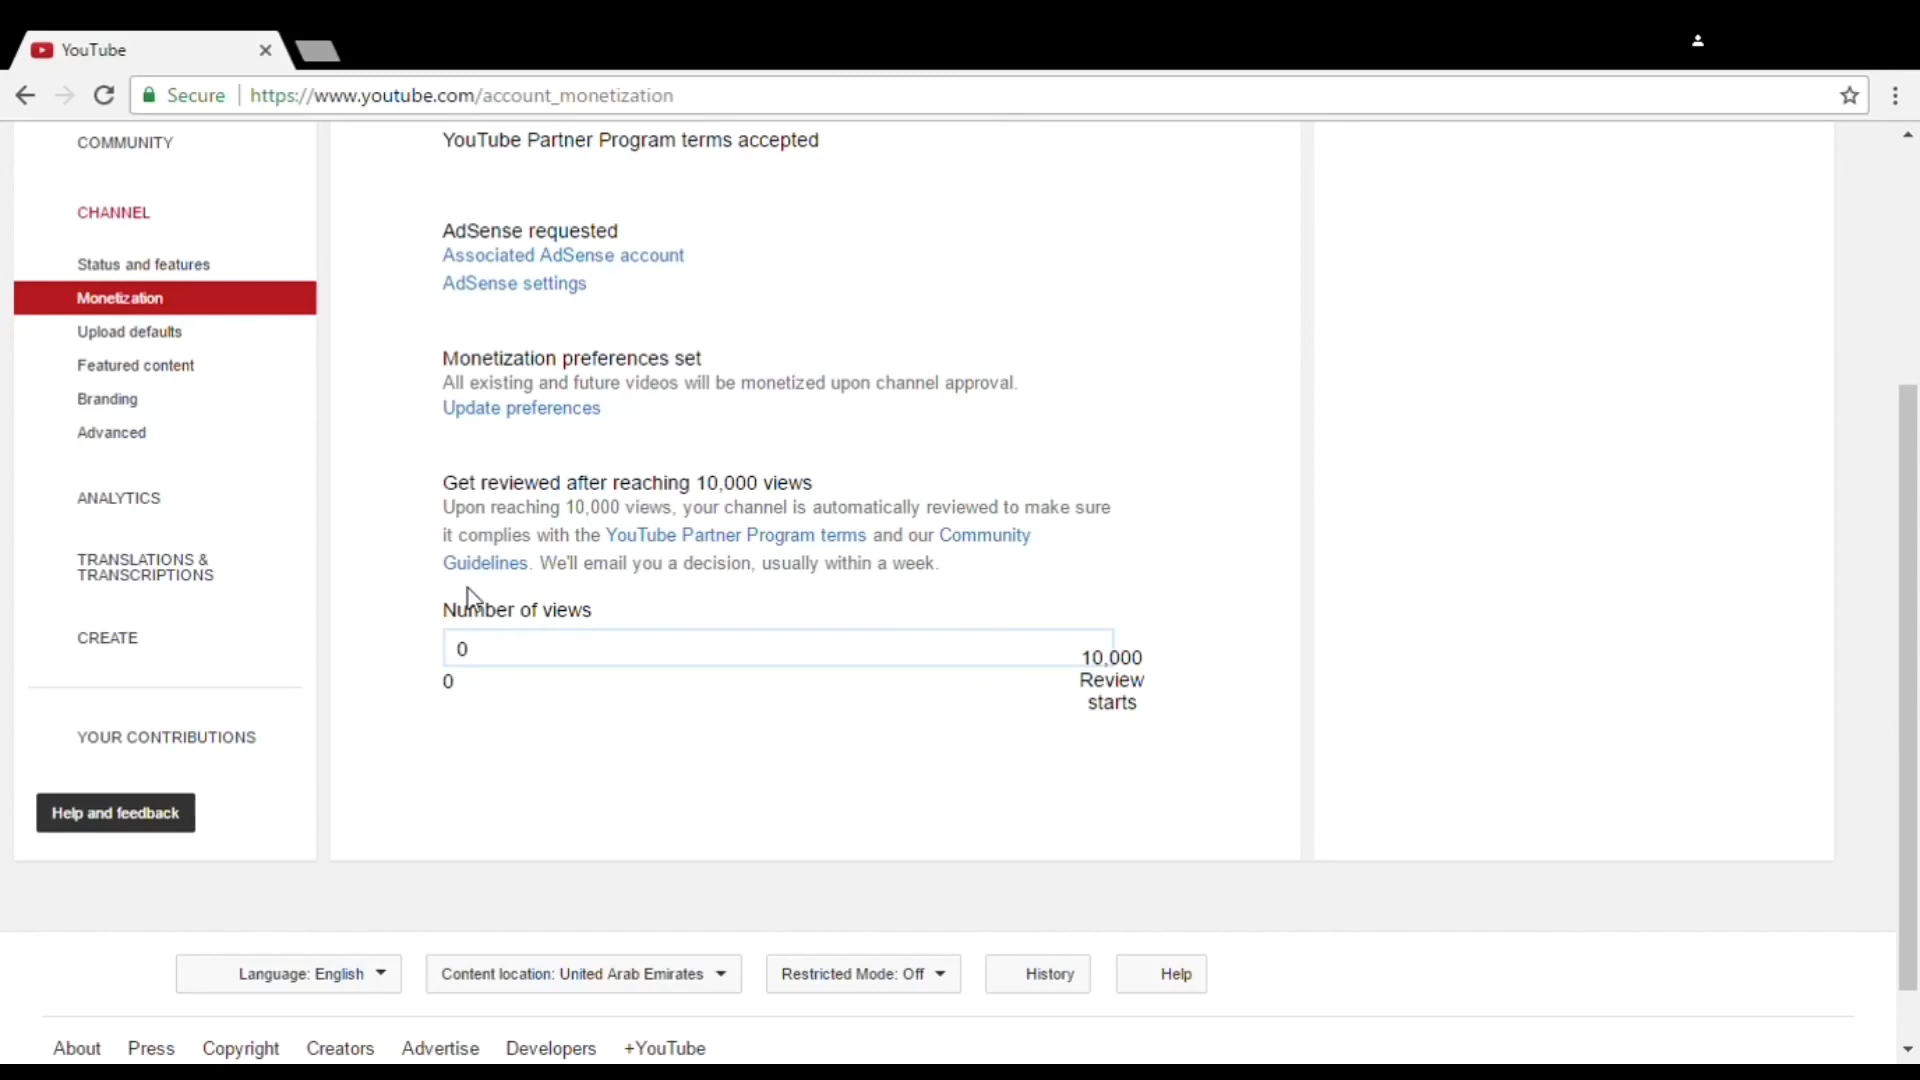 YouTube
Secure
https://www.youtube.com/account_monetization
COMMUNITY
CHANNEL
Status and features
Monetization
Upload defaults
Featured content
Branding
Advanced
ANALYTICS
TRANSLATIONS &
TRANSCRIPTIONS
CREATE
YOUR CONTRIBUTIONS
Help and feedback
YouTube Partner Program terms accepted
AdSense requested
Associated AdSense account
AdSense settings
Monetization preferences set
All existing and future videos will be monetized upon channel approval.
Update preferences
Get reviewed after reaching 10,000 views
Upon reaching 10,000 views, your channel is automatically reviewed to make sure
it complies with the YouTube Partner Program terms and our Community
Guidelines. We'll email you a decision, usually within a week.
Number of views
0
0
10,000
Review
starts
Language: English
Content location: United Arab Emirates
Restricted Mode: Off
History
Help
About Press Copyright Creators Advertise Developers +YouTube